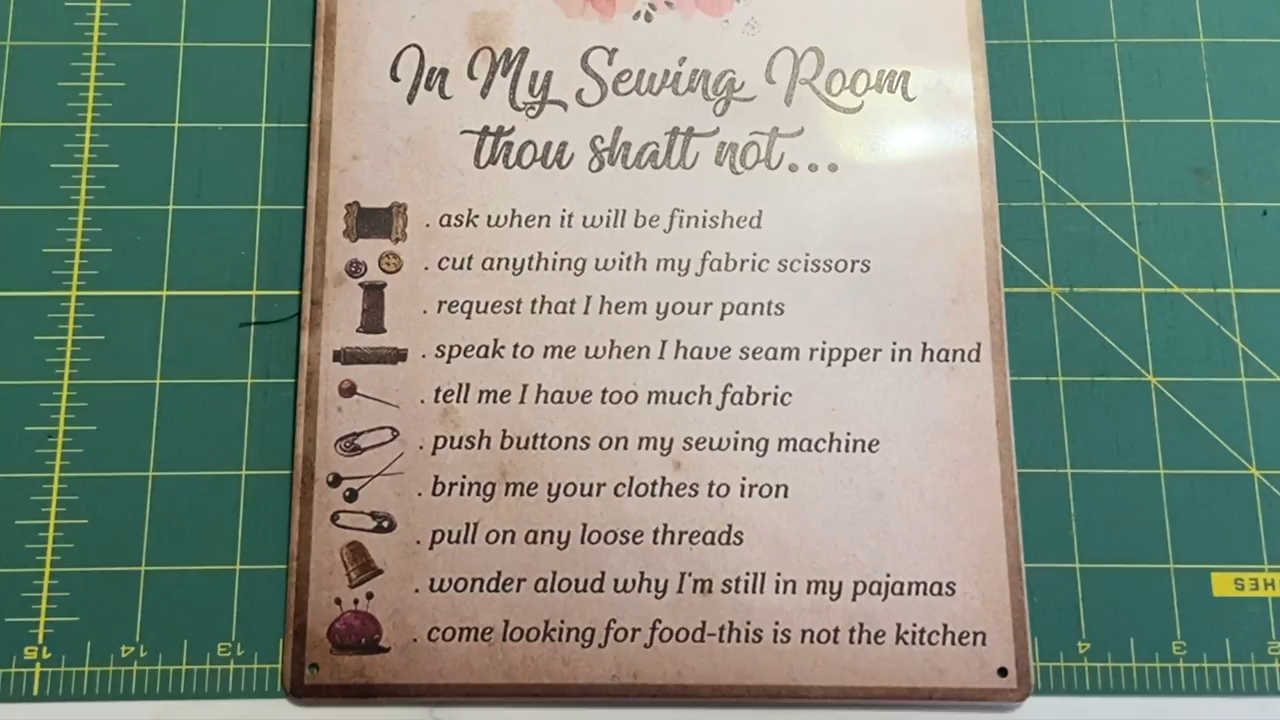 In My Sewing Room
thou shalt not...
. ask when it will be finished
. cut anything with my fabric scissors
. request that I hem your pants
. speak to me when I have seam ripper in hand
. tell me I have too much fabric
. push buttons on my sewing machine
. bring me your clothes to iron
. pull on any loose threads
. wonder aloud why I'm still in my pajamas
. come looking for food-this is not the kitchen
15 14 13 4 3 2
HES